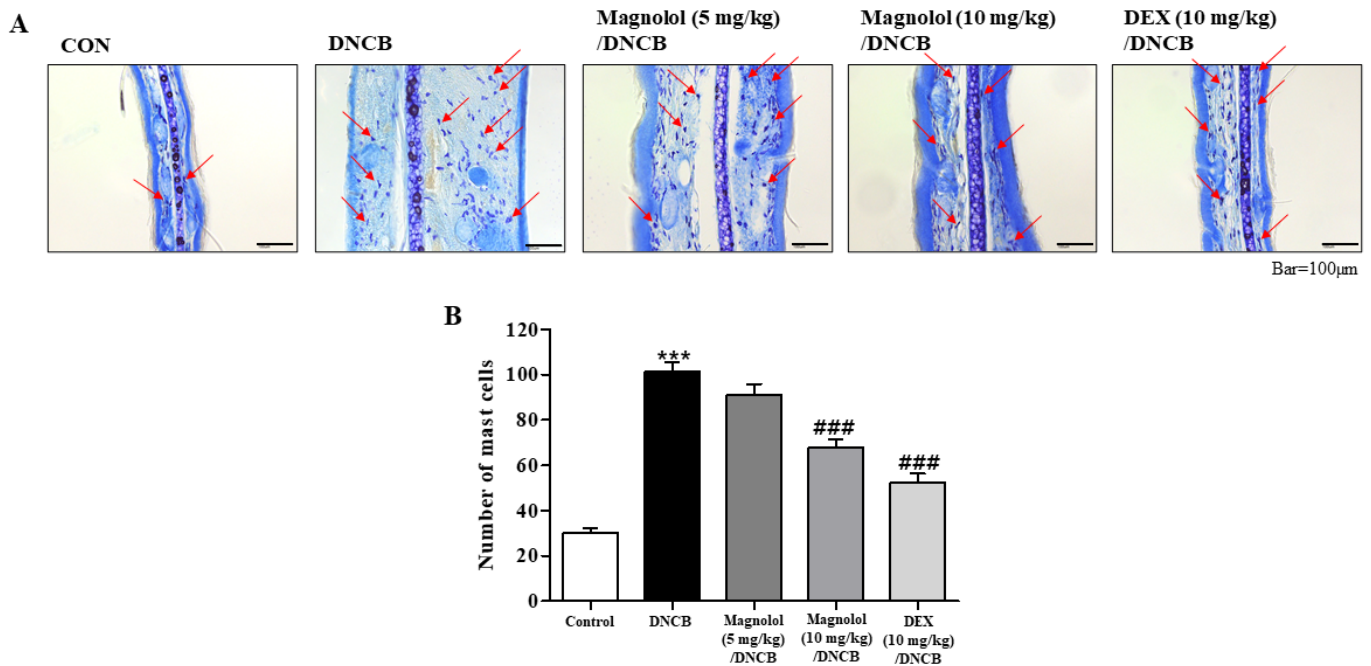 A
CON
DNCB
Magnolol (5 mg/kg)
/DNCB
Magnolol (10 mg/kg)
/DNCB
DEX (10 mg/kg)
/DNCB
Bar=100μm
B
Number of mast cells
120
100
80
60
40
20
0
***
###
###
Control
DNCB
Magnolol
(5 mg/kg)
/DNCB
Magnolol
(10 mg/kg)
/DNCB
DEX
(10 mg/kg)
/DNCB